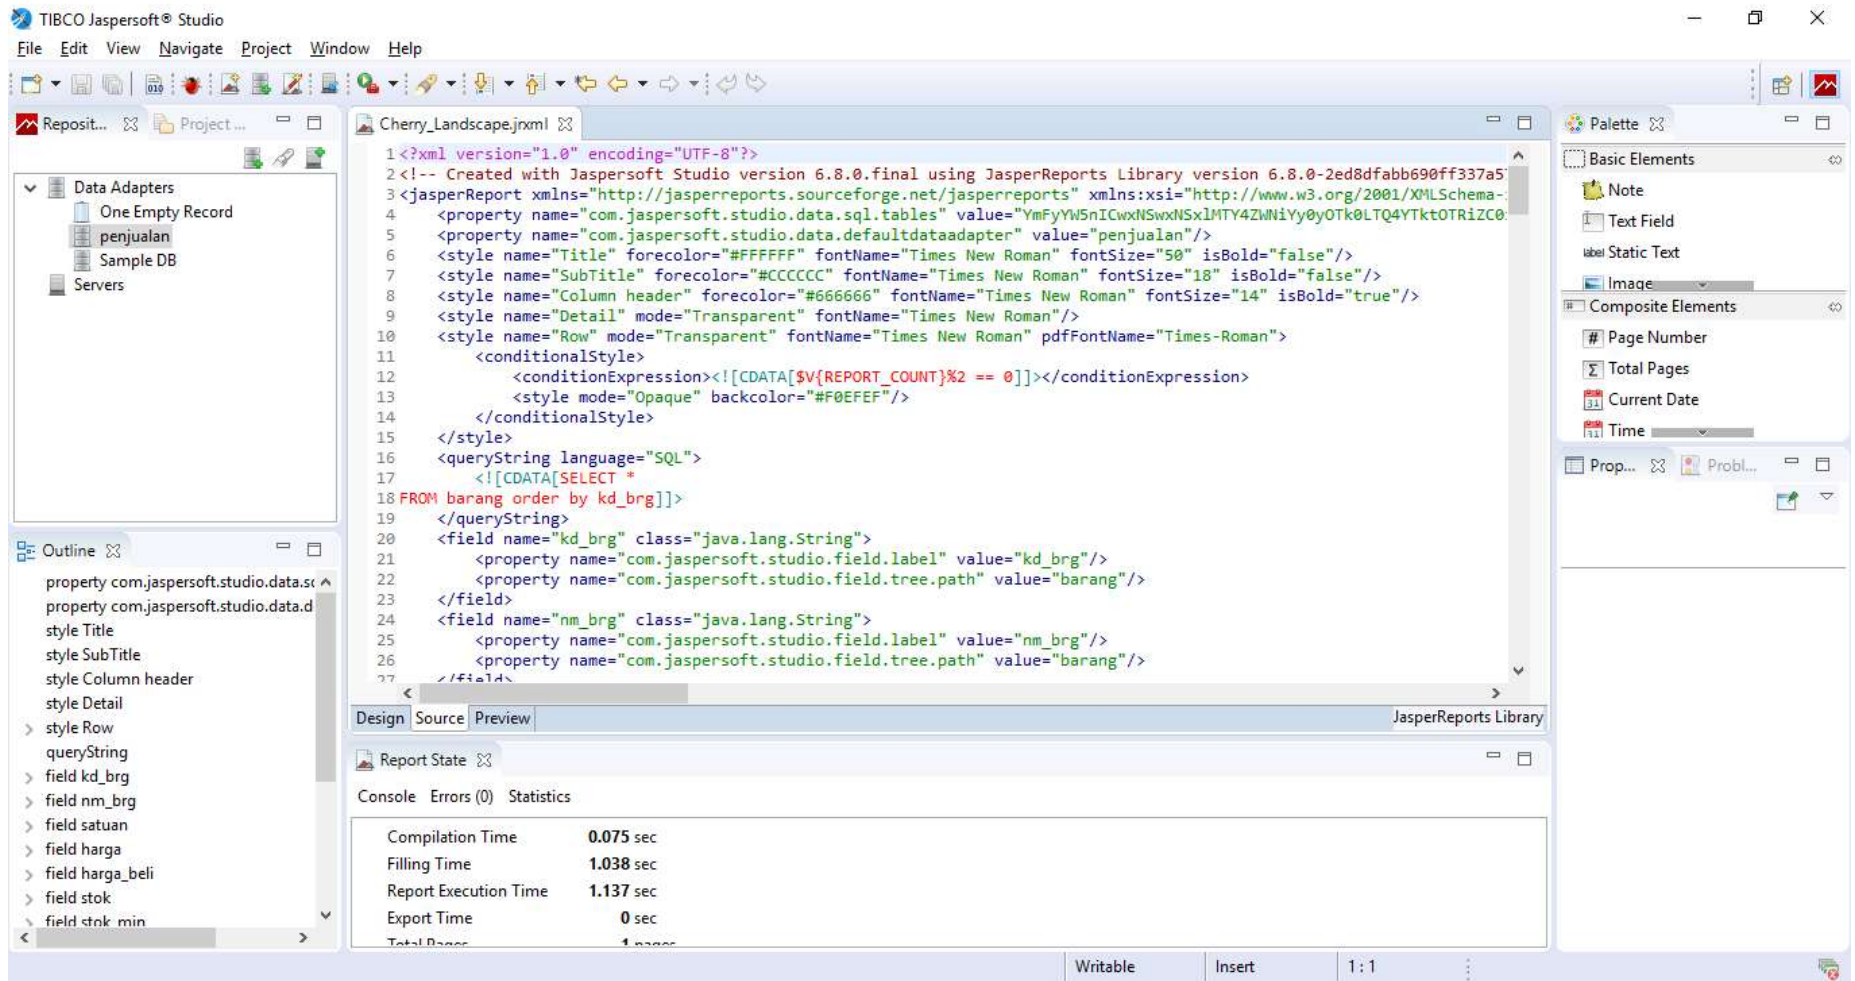 TIBCO Jaspersoft® Studio
File Edit View Navigate Project Window Help
Reposit... Project ...
Data Adapters
One Empty Record
penjualan
Sample DB
Servers
Outline
property com.jaspersoft.studio.data.sc
property com.jaspersoft.studio.data.d
style Title
style SubTitle
style Column header
style Detail
style Row
queryString
field kd_brg
field nm_brg
field satuan
field harga
field harga_beli
field stok
field stok_min
Cherry_Landscape.jrxml
1 <?xml version="1.0" encoding="UTF-8"?>
2 <!-- Created with Jaspersoft Studio version 6.8.0.final using JasperReports Library version 6.8.0-2ed8dfabb690ff337a5
3 <jasperReport xmlns="http://jasperreports.sourceforge.net/jasperreports" xmlns:xsi="http://www.w3.org/2001/XMLSchema-
4 <property name="com.jaspersoft.studio.data.sql.tables"
5 <property name="com.jaspersoft.studio.data.defaultdataadapter" value="penjualan"/>
6 <style name="Title" forecolor="#FFFFFF" fontName="Times New Roman" fontSize="50" isBold="false"/>
7 <style name="SubTitle" forecolor="#CCCCCC" fontName="Times New Roman" fontSize="18" isBold="false"/>
8 <style name="Column header" forecolor="#666666" fontName="Times New Roman" fontSize="14" isBold="true"/>
9 <style name="Detail" mode="Transparent" fontName="Times New Roman"/>
10 <style name="Row" mode="Transparent" fontName="Times New Roman" pdfFontName="Times-Roman">
11 <conditionalStyle>
12 <conditionExpression><![CDATA[$V{REPORT_COUNT}%2 == 0]]></conditionExpression>
13 <style mode="Opaque" backcolor="#F0EFEF"/>
14 </conditionalStyle>
15 </style>
16 <queryString language="SQL">
17 <![CDATA[SELECT *
18 FROM barang order by kd_brg]]>
19 </queryString>
20 <field name="kd_brg" class="java.lang.String">
21 <property name="com.jaspersoft.studio.field.label" value="kd_brg"/>
22 <property name="com.jaspersoft.studio.field.tree.path" value="barang"/>
23 </field>
24 <field name="nm_brg" class="java.lang.String">
25 <property name="com.jaspersoft.studio.field.label" value="nm_brg"/>
26 <property name="com.jaspersoft.studio.field.tree.path" value="barang"/>
27 </field>
Design Source Preview JasperReports Library
Report State
Console Errors (0) Statistics
Compilation Time 0.075 sec
Filling Time 1.038 sec
Report Execution Time 1.137 sec
Export Time 0 sec
Total Pages 1 pages
Palette
Basic Elements
Note
Text Field
label Static Text
Image
Composite Elements
# Page Number
Σ Total Pages
31 Current Date
31 Time
Prop... Probl...
Writable Insert 1 : 1